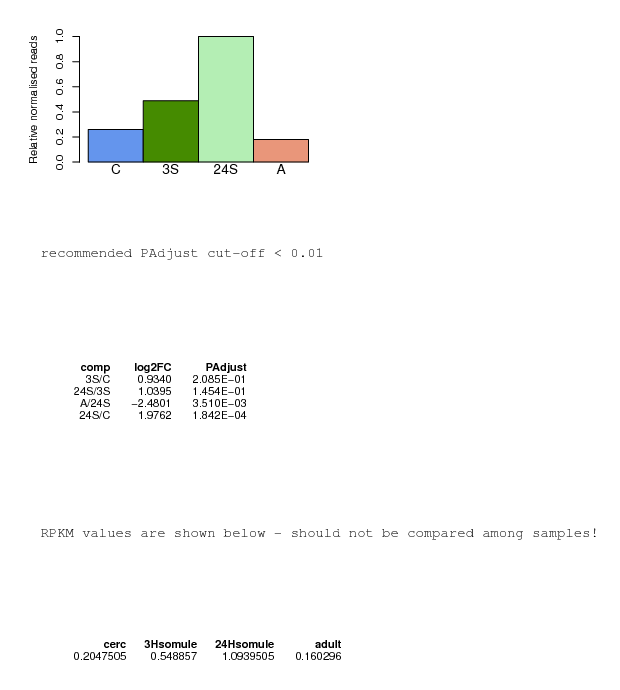 Relative normalised reads
1.0
0.8
0.6
0.4
0.2
0.0
C 3S 24S A
recommended PAdjust cut-off < 0.01
comp log2FC PAdjust
3S/C 0.9340 2.085E−01
24S/3S 1.0395 1.454E−01
A/24S −2.4801 3.510E−03
24S/C 1.9762 1.842E−04
RPKM values are shown below - should not be compared among samples!
cerc 3Hsomule 24Hsomule adult
0.2047505 0.548857 1.0939505 0.160296